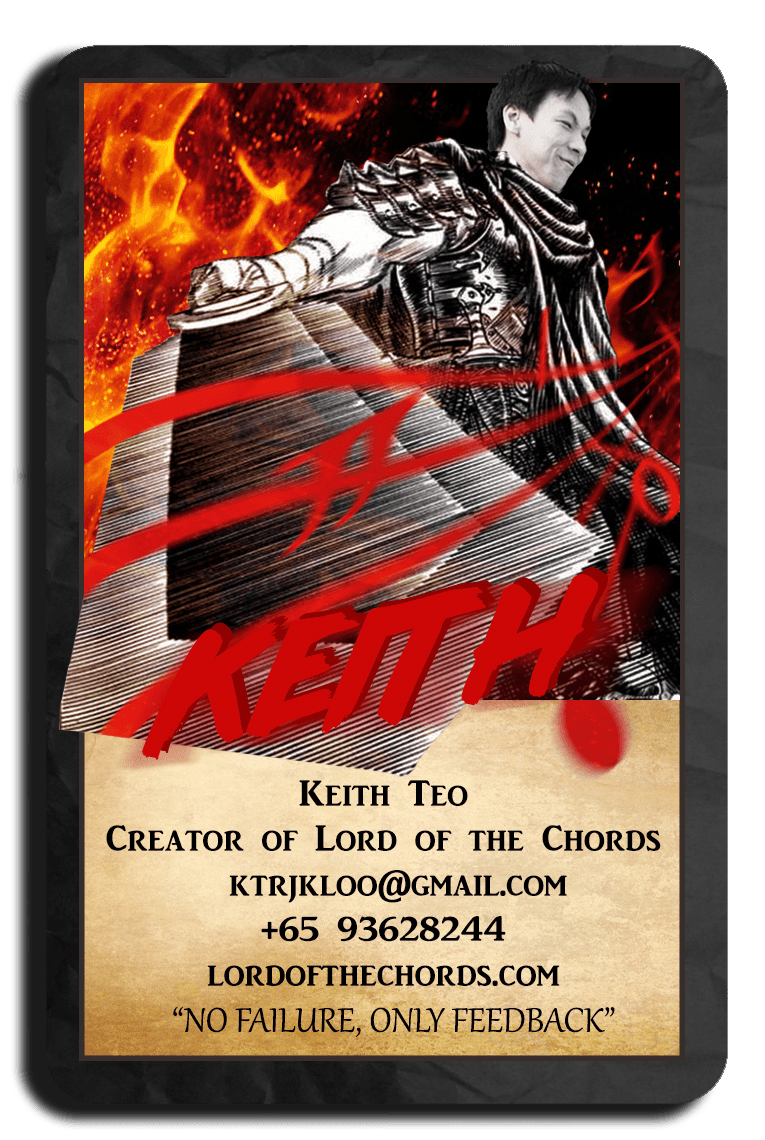 KEITH
Keith Teo
Creator of Lord of the Chords
ktrjkloo@gmail.com
+65 93628244
lordofthechords.com
“NO FAILURE, ONLY FEEDBACK”